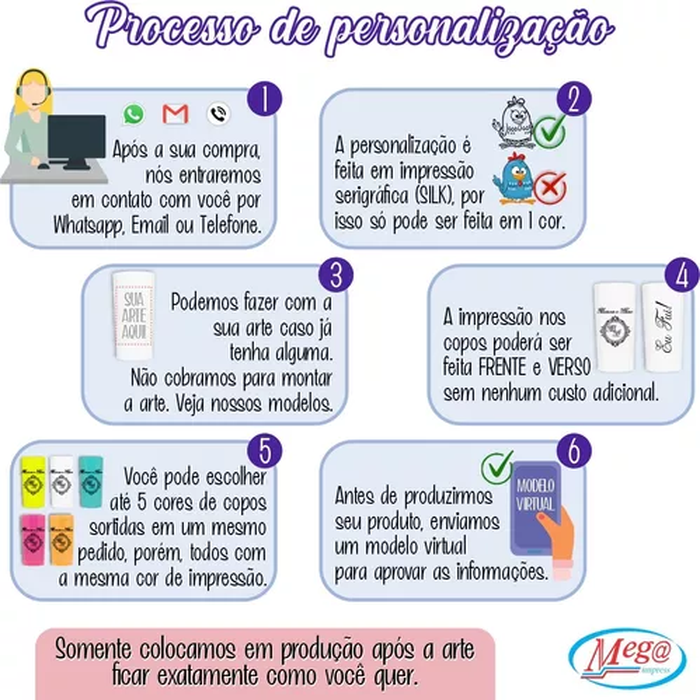 Processo de personalização
1
Após a sua compra,
nós entraremos
em contato com você por
Whatsapp, Email ou Telefone.
2
A personalização é
feita em impressão
serigráfica (SILK), por
isso só pode ser feita em 1 cor.
3
SUA
ARTE
AQUI
Podemos fazer com a
sua arte caso já
tenha alguma.
Não cobramos para montar
a arte. Veja nossos modelos.
4
A impressão nos
copos poderá ser
feita FRENTE e VERSO
sem nenhum custo adicional.
Eu Fui!
5
Você pode escolher
até 5 cores de copos
sortidas em um mesmo
pedido, porém, todos com
a mesma cor de impressão.
6
Antes de produzirmos
seu produto, enviamos
um modelo virtual
para aprovar as informações.
MODELO
VIRTUAL
Somente colocamos em produção após a arte
ficar exatamente como você quer.
Meg@
impress